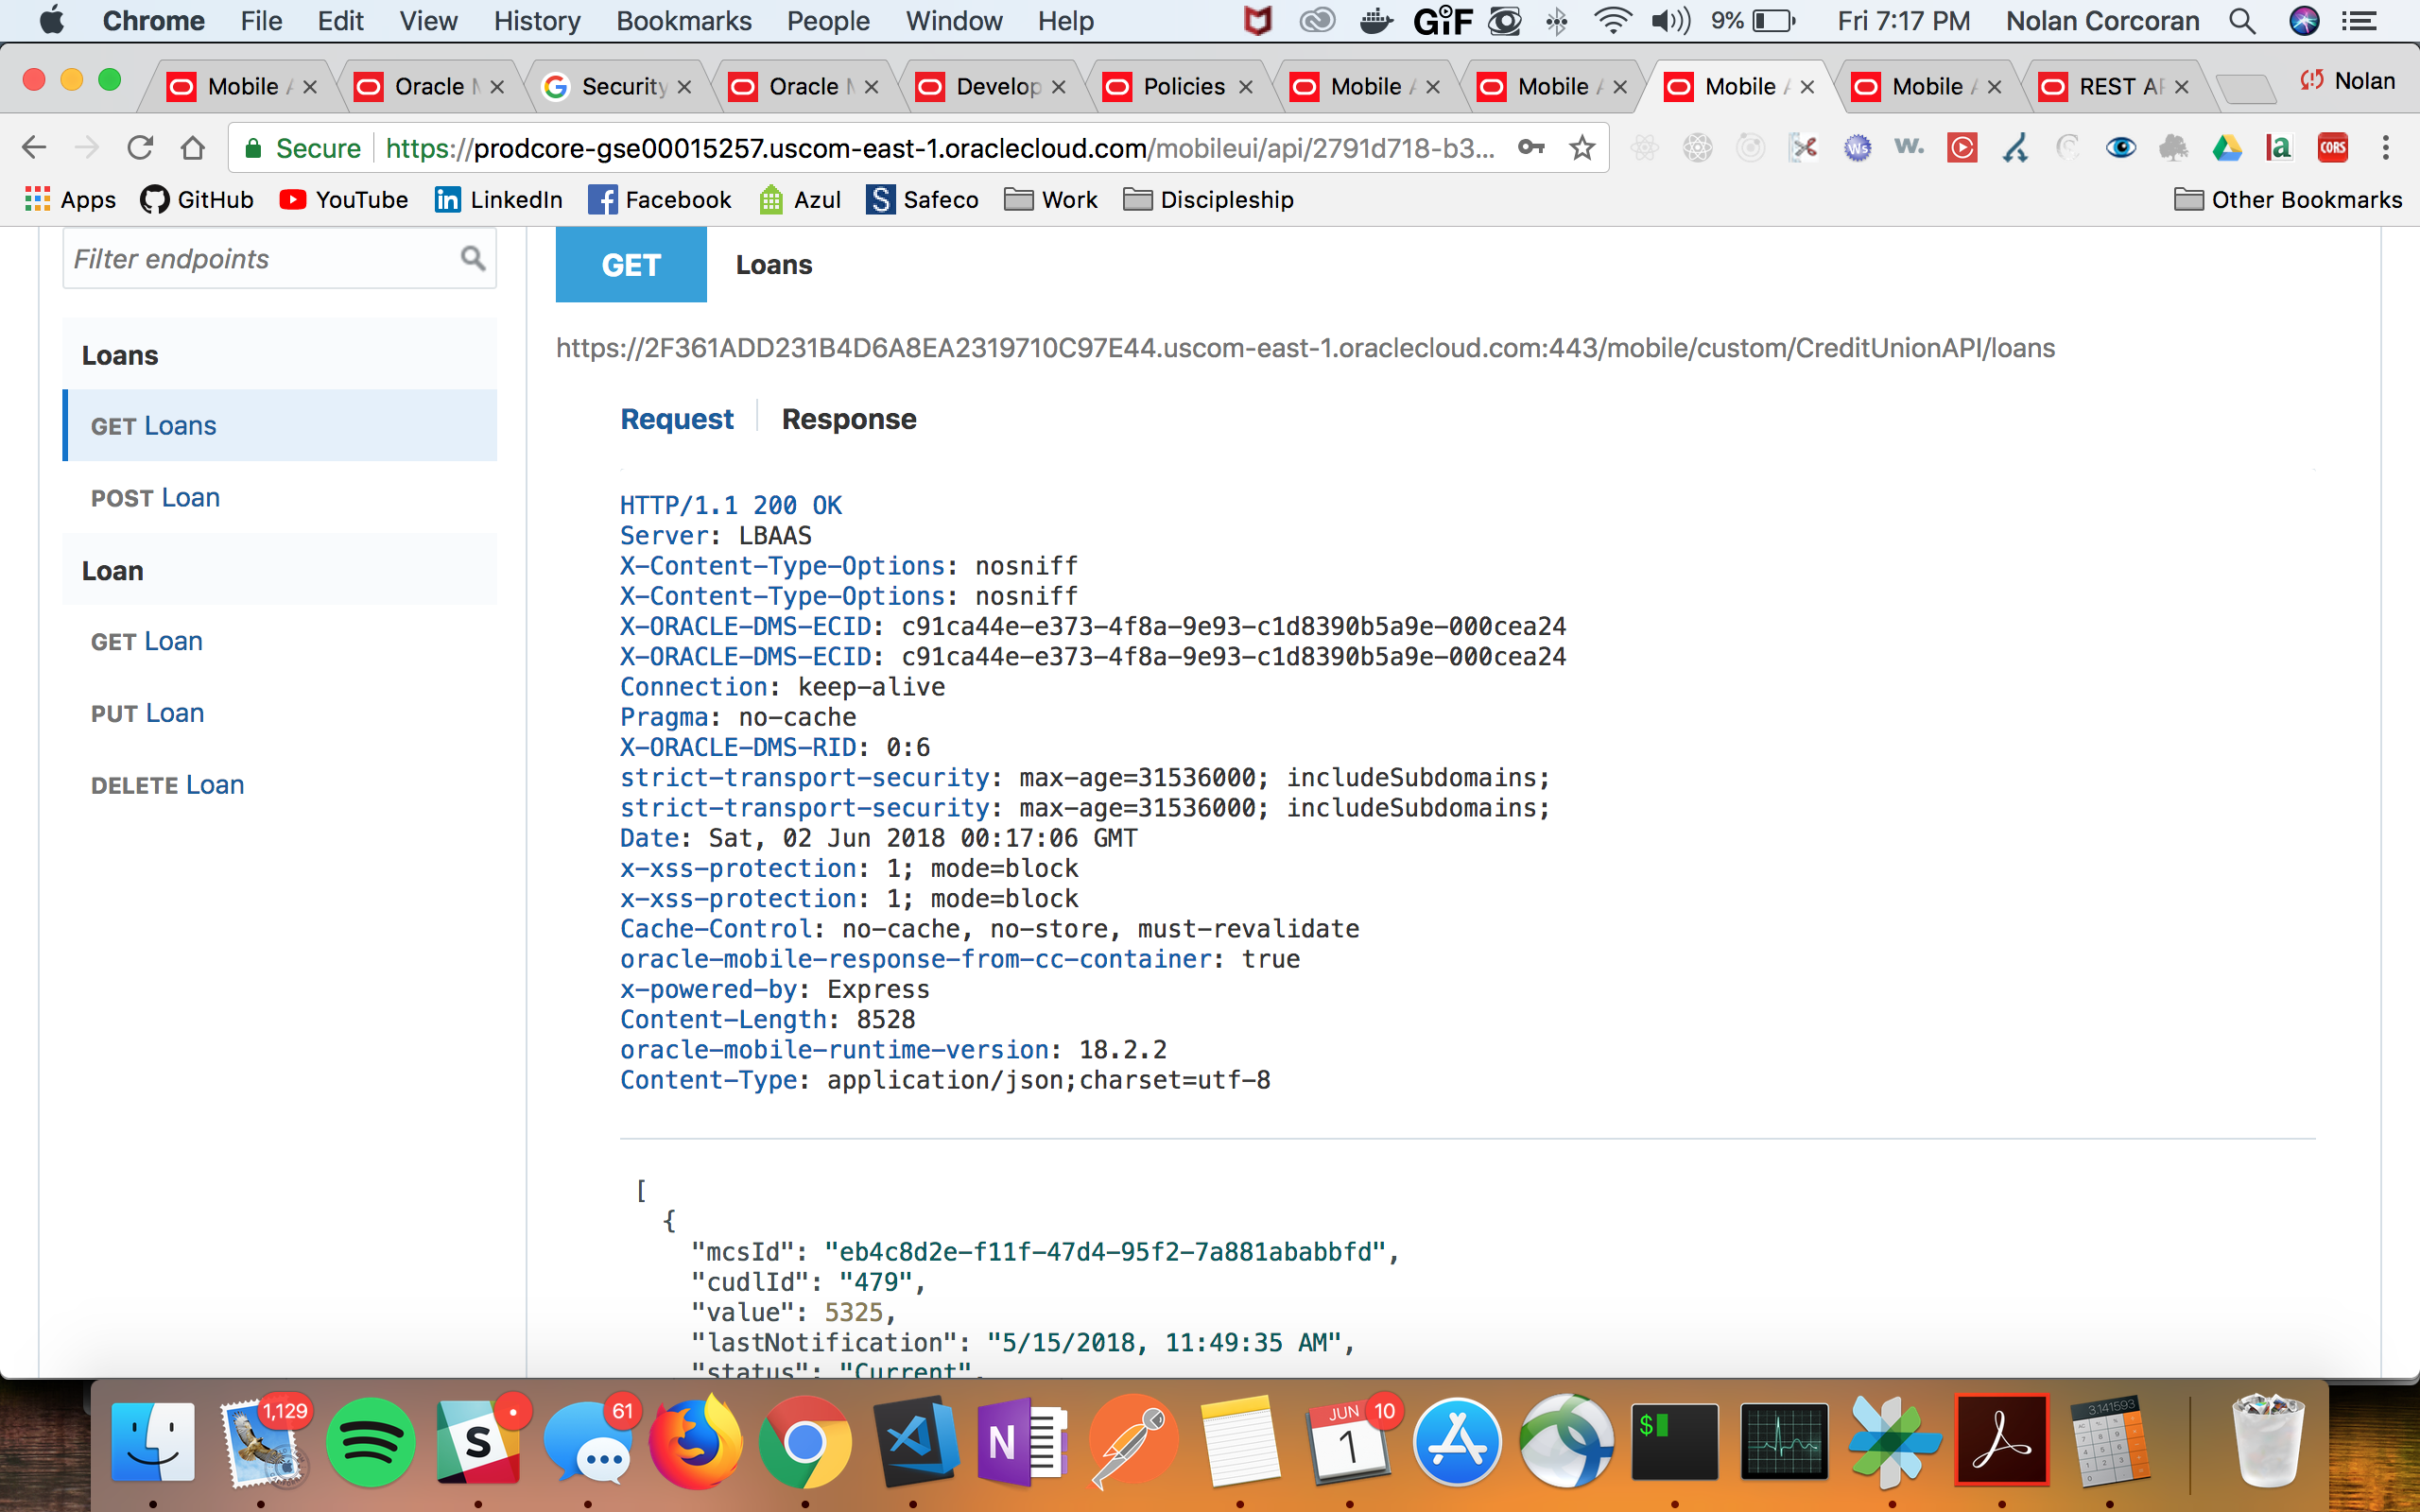 Chrome File Edit View History Bookmarks People Window Help GIF 9% Fri 7:17 PM Nolan Corcoran
Mobile A Oracle M Security Oracle M Develop Policies Mobile A Mobile A Mobile A Mobile A REST AP Nolan
Secure https://prodcore-gse00015257.uscom-east-1.oraclecloud.com/mobileui/api/2791d718-b3... Ws w. la CORS
Apps GitHub YouTube LinkedIn Facebook Azul Safeco Work Discipleship Other Bookmarks
Filter endpoints
Loans
GET Loans
POST Loan
Loan
GET Loan
PUT Loan
DELETE Loan
GET Loans
https://2F361ADD231B4D6A8EA2319710C97E44.uscom-east-1.oraclecloud.com:443/mobile/custom/CreditUnionAPI/loans
Request Response
HTTP/1.1 200 OK
Server: LBAAS
X-Content-Type-Options: nosniff
X-Content-Type-Options: nosniff
X-ORACLE-DMS-ECID: c91ca44e-e373-4f8a-9e93-c1d8390b5a9e-000cea24
X-ORACLE-DMS-ECID: c91ca44e-e373-4f8a-9e93-c1d8390b5a9e-000cea24
Connection: keep-alive
Pragma: no-cache
X-ORACLE-DMS-RID: 0:6
strict-transport-security: max-age=31536000; includeSubdomains;
strict-transport-security: max-age=31536000; includeSubdomains;
Date: Sat, 02 Jun 2018 00:17:06 GMT
x-xss-protection: 1; mode=block
x-xss-protection: 1; mode=block
Cache-Control: no-cache, no-store, must-revalidate
oracle-mobile-response-from-cc-container: true
x-powered-by: Express
Content-Length: 8528
oracle-mobile-runtime-version: 18.2.2
Content-Type: application/json;charset=utf-8
[
{
"mcsId": "eb4c8d2e-f11f-47d4-95f2-7a881ababbfd",
"cudlId": "479",
"value": 5325,
"lastNotification": "5/15/2018, 11:49:35 AM",
"status": "Current",
1,129 S 61 N JUN 1 10 $ 3.141593